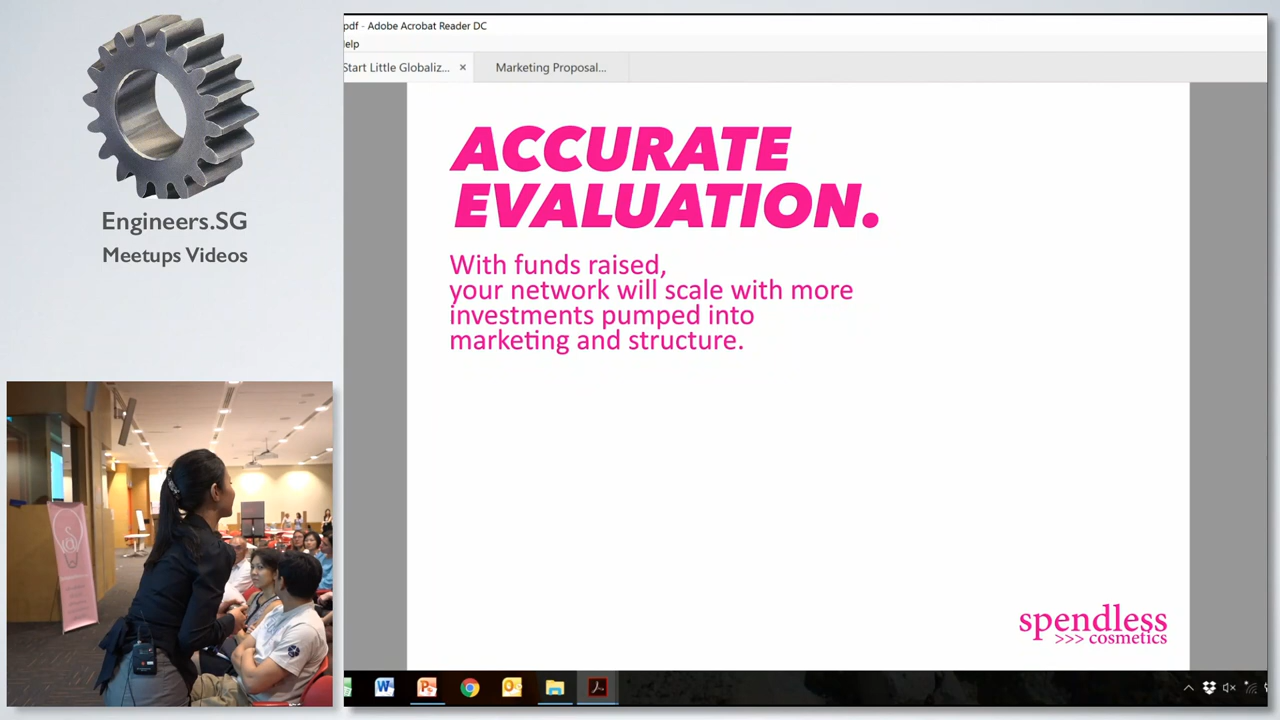 Engineers.SG
Meetups Videos
pdf - Adobe Acrobat Reader DC
elp
Start Little Globaliz...
×
Marketing Proposal...
ACCURATE
EVALUATION.
With funds raised,
your network will scale with more
investments pumped into
marketing and structure.
spendless
>>> cosmetics